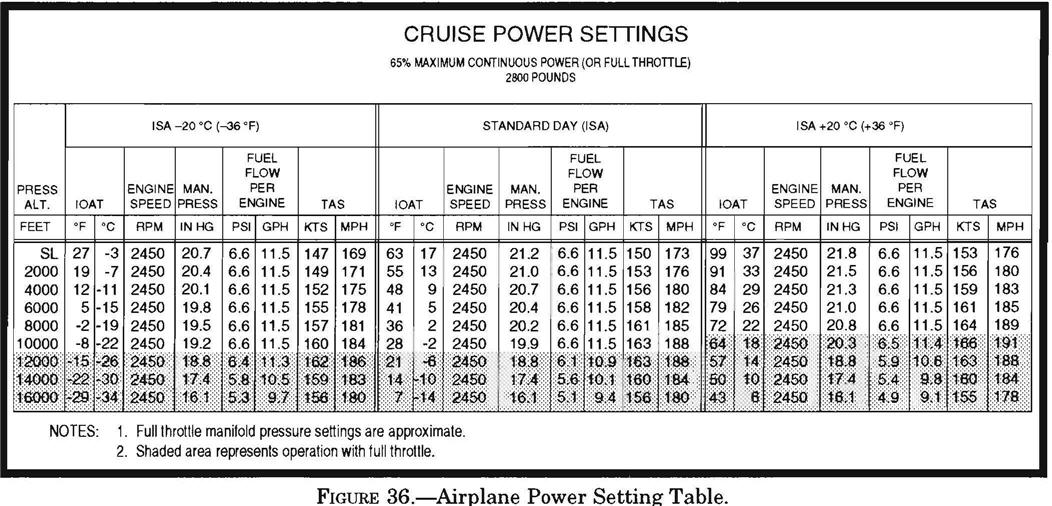 CRUISE POWER SETTINGS
65% MAXIMUM CONTINUOUS POWER (OR FULL THROTTLE)
2800 POUNDS
ISA –20 °C (–36 °F) STANDARD DAY (ISA) ISA +20 °C (+36 °F)
PRESS ALT. IOAT ENGINE SPEED MAN. PRESS FUEL FLOW PER ENGINE TAS IOAT ENGINE SPEED MAN. PRESS FUEL FLOW PER ENGINE TAS IOAT ENGINE SPEED MAN. PRESS FUEL FLOW PER ENGINE TAS
FEET °F °C RPM IN HG PSI GPH KTS MPH °F °C RPM IN HG PSI GPH KTS MPH °F °C RPM IN HG PSI GPH KTS MPH
SL 27 -3 2450 20.7 6.6 11.5 147 169 63 17 2450 21.2 6.6 11.5 150 173 99 37 2450 21.8 6.6 11.5 153 176
2000 19 -7 2450 20.4 6.6 11.5 149 171 55 13 2450 21.0 6.6 11.5 153 176 91 33 2450 21.5 6.6 11.5 156 180
4000 12 -11 2450 20.1 6.6 11.5 152 175 48 9 2450 20.7 6.6 11.5 156 180 84 29 2450 21.3 6.6 11.5 159 183
6000 5 -15 2450 19.8 6.6 11.5 155 178 41 5 2450 20.4 6.6 11.5 158 182 79 26 2450 21.0 6.6 11.5 161 185
8000 -2 -19 2450 19.5 6.6 11.5 157 181 36 2 2450 20.2 6.6 11.5 161 185 72 22 2450 20.8 6.6 11.5 164 189
10000 -8 -22 2450 19.2 6.6 11.5 160 184 28 -2 2450 19.9 6.6 11.5 163 188 64 18 2450 20.3 6.5 11.4 166 191
12000 -15 -26 2450 18.8 6.4 11.3 162 186 21 -6 2450 18.8 6.1 10.9 163 188 57 14 2450 18.8 5.9 10.6 163 188
14000 -22 -30 2450 17.4 5.8 10.5 159 183 14 -10 2450 17.4 5.6 10.1 160 184 50 10 2450 17.4 5.4 9.8 160 184
16000 -29 -34 2450 16.1 5.3 9.7 156 180 7 -14 2450 16.1 5.1 9.4 156 180 43 6 2450 16.1 4.9 9.1 155 178
NOTES: 1. Full throttle manifold pressure settings are approximate.
2. Shaded area represents operation with full throttle.
FIGURE 36.—Airplane Power Setting Table.